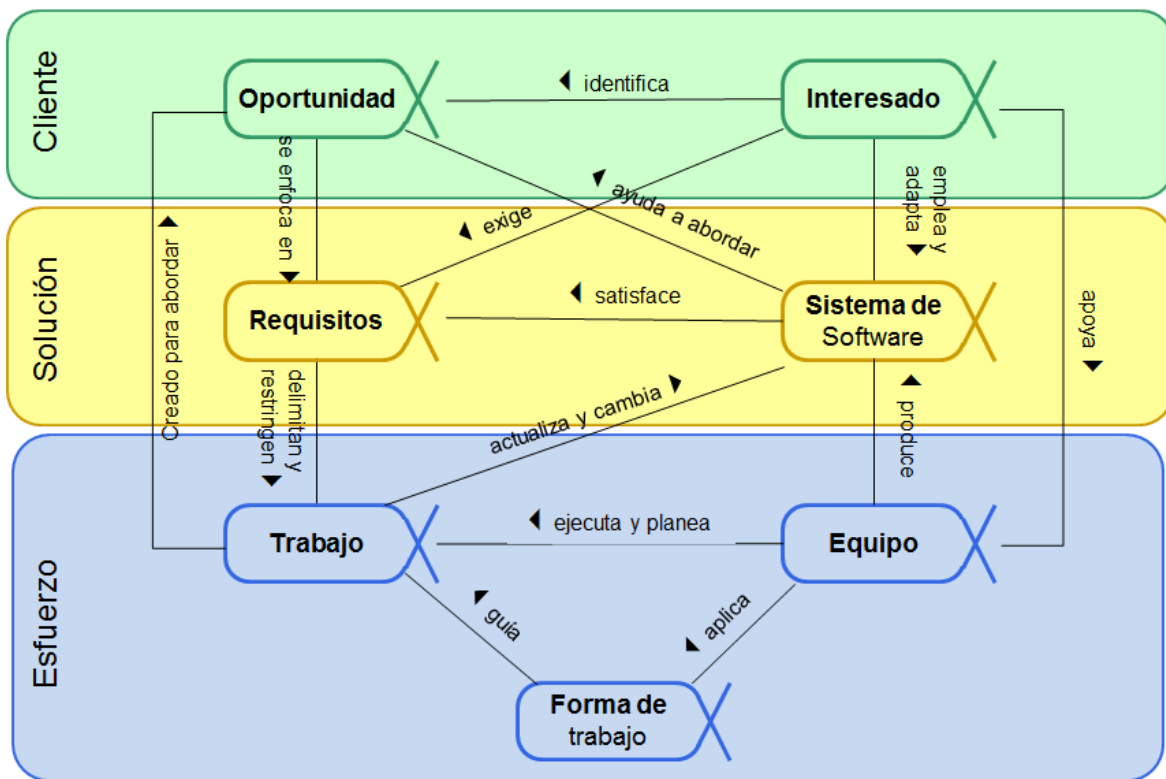 Cliente
Oportunidad
◄ identifica
Interesado
se enfoca en ▼
▲ ayuda a abordar
◄ exige
emplea y
adapta ▼
Creado para abordar ▲
Solución
Requisitos
◄ satisface
Sistema de
Software
apoya ▼
delimitan y
restringen ▼
actualiza y cambia ▲
▲ produce
Esfuerzo
Trabajo
◄ ejecuta y planea
Equipo
▲ guía
▼ aplica
Forma de
trabajo